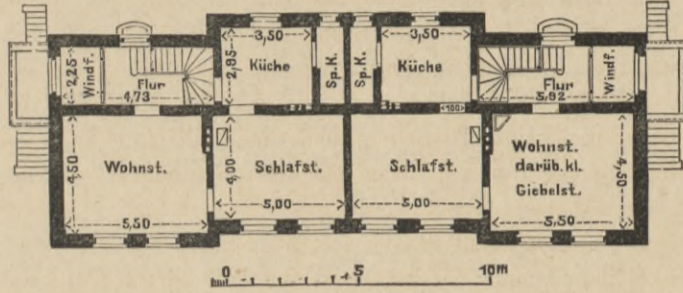 3,50
3,50
2,25
Windf.
Flur
4,73
2,85
Küche
Sp.K.
Sp.K.
Küche
Flur
5,92
Windf.
<100>
4,50
Wohnst.
5,50
4,00
Schlafst.
5,00
Schlafst.
5,00
Wohnst.
darüb. kl.
Giebelst.
4,50
5,50
0 5 10m